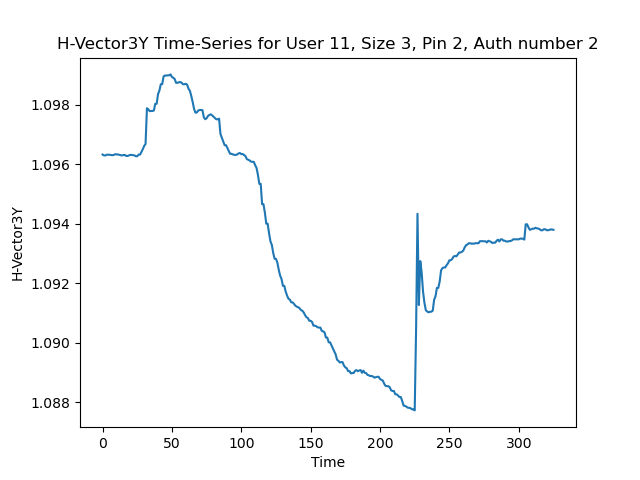 H-Vector3Y Time-Series for User 11, Size 3, Pin 2, Auth number 2
H-Vector3Y
1.098
1.096
1.094
1.092
1.090
1.088
0 50 100 150 200 250 300
Time